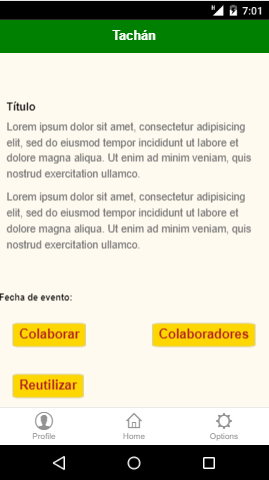 7:01
Tachán
Título
Lorem ipsum dolor sit amet, consectetur adipisicing
elit, sed do eiusmod tempor incididunt ut labore et
dolore magna aliqua. Ut enim ad minim veniam, quis
nostrud exercitation ullamco.
Lorem ipsum dolor sit amet, consectetur adipisicing
elit, sed do eiusmod tempor incididunt ut labore et
dolore magna aliqua. Ut enim ad minim veniam, quis
nostrud exercitation ullamco.
Fecha de evento:
Colaborar Colaboradores
Reutilizar
Profile Home Options